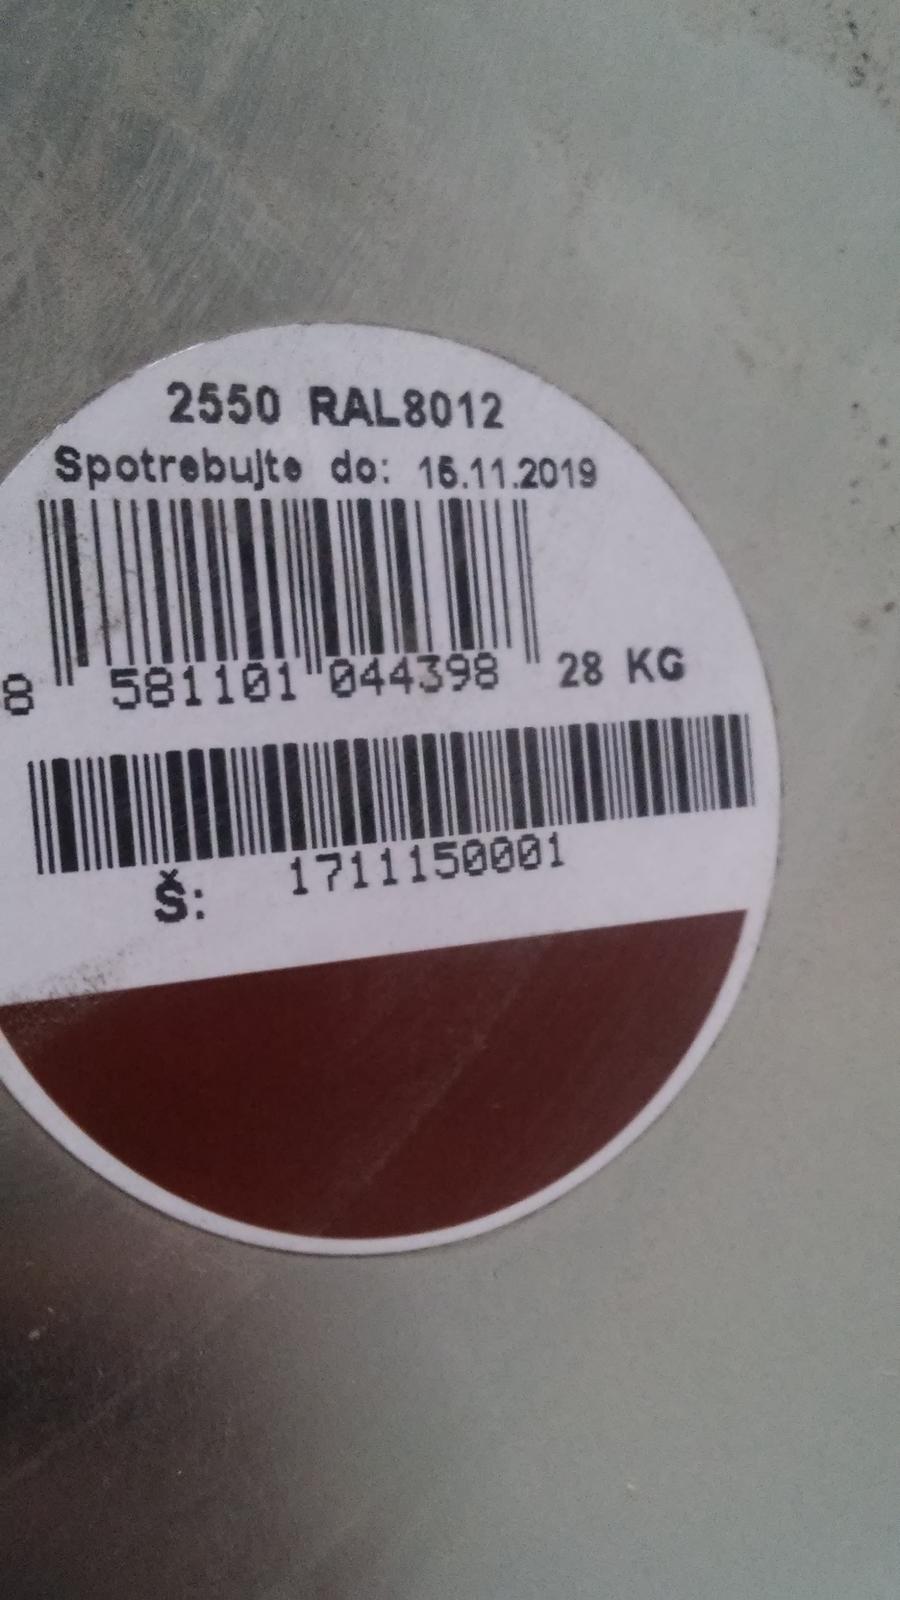 2550 RAL8012
Spotrebujte do: 15.11.2019
8 581101 044398 28 KG
Š: 1711150001